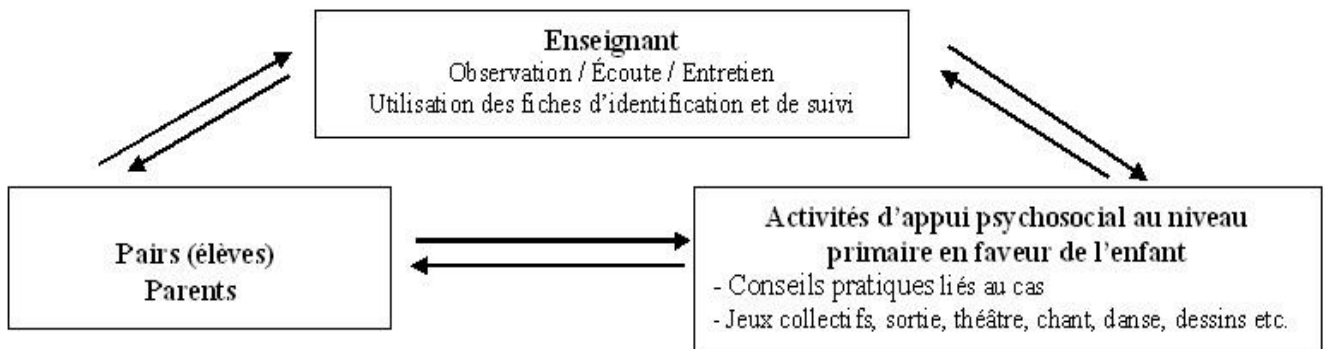 Enseignant
Observation / Écoute / Entretien
Utilisation des fiches d’identification et de suivi
Pairs (élèves)
Parents
Activités d’appui psychosocial au niveau
primaire en faveur de l’enfant
- Conseils pratiques liés au cas
- Jeux collectifs, sortie, théâtre, chant, danse, dessins etc.